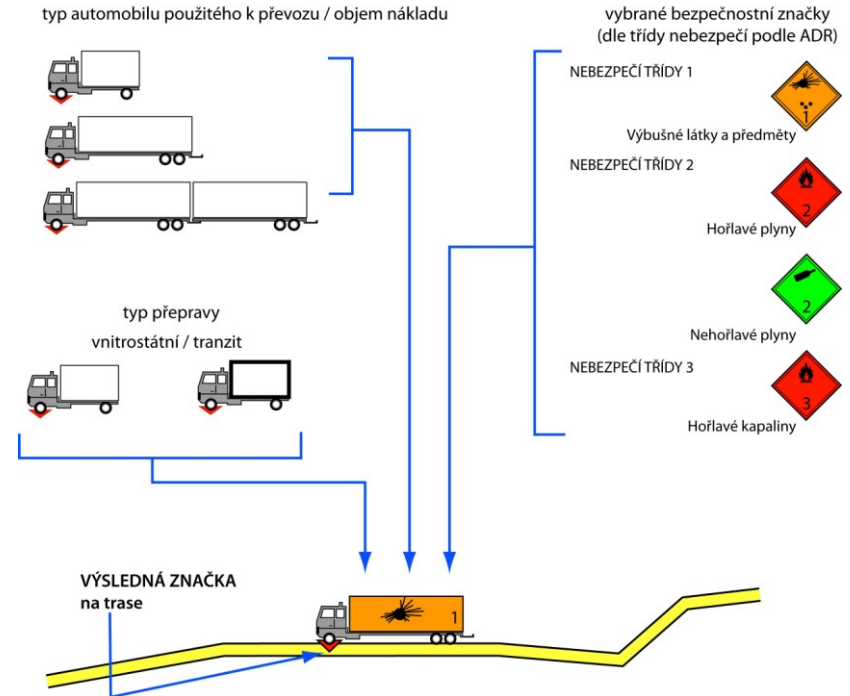 typ automobilu použitého k převozu / objem nákladu
vybrané bezpečnostní značky
(dle třídy nebezpečí podle ADR)
NEBEZPEČÍ TŘÍDY 1
1
Výbušné látky a předměty
NEBEZPEČÍ TŘÍDY 2
2
Hořlavé plyny
2
Nehořlavé plyny
NEBEZPEČÍ TŘÍDY 3
3
Hořlavé kapaliny
typ přepravy
vnitrostátní / tranzit
VÝSLEDNÁ ZNAČKA
na trase
1